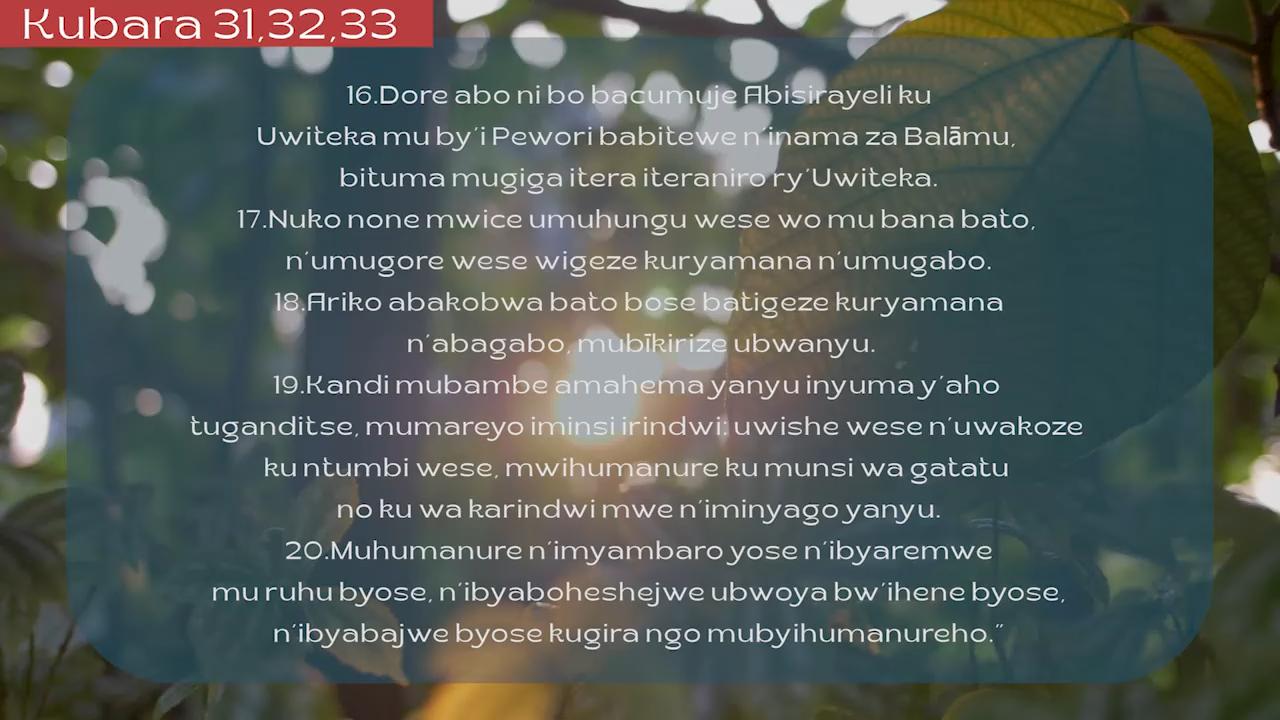 Kubara 31,32,33
16.Dore abo ni bo bacumuje Abisirayeli ku
Uwiteka mu by'i Pewori babitewe n'inama za Balāmu,
bituma mugiga itera iteraniro ry'Uwiteka.
17.Nuko none mwice umuhungu wese wo mu bana bato,
n'umugore wese wigeze kuryamana n'umugabo.
18.Ariko abakobwa bato bose batigeze kuryamana
n'abagabo, mubīkirize ubwanyu.
19.Kandi mubambe amahema yanyu inyuma y'aho
tuganditse, mumareyo iminsi irindwi: uwishe wese n'uwakoze
ku ntumbi wese, mwihumanure ku munsi wa gatatu
no ku wa karindwi mwe n'iminyago yanyu.
20.Muhumanure n'imyambaro yose n'ibyaremwe
mu ruhu byose, n'ibyaboheshejwe ubwoya bw'ihene byose,
n'ibyabajwe byose kugira ngo mubyihumanureho."